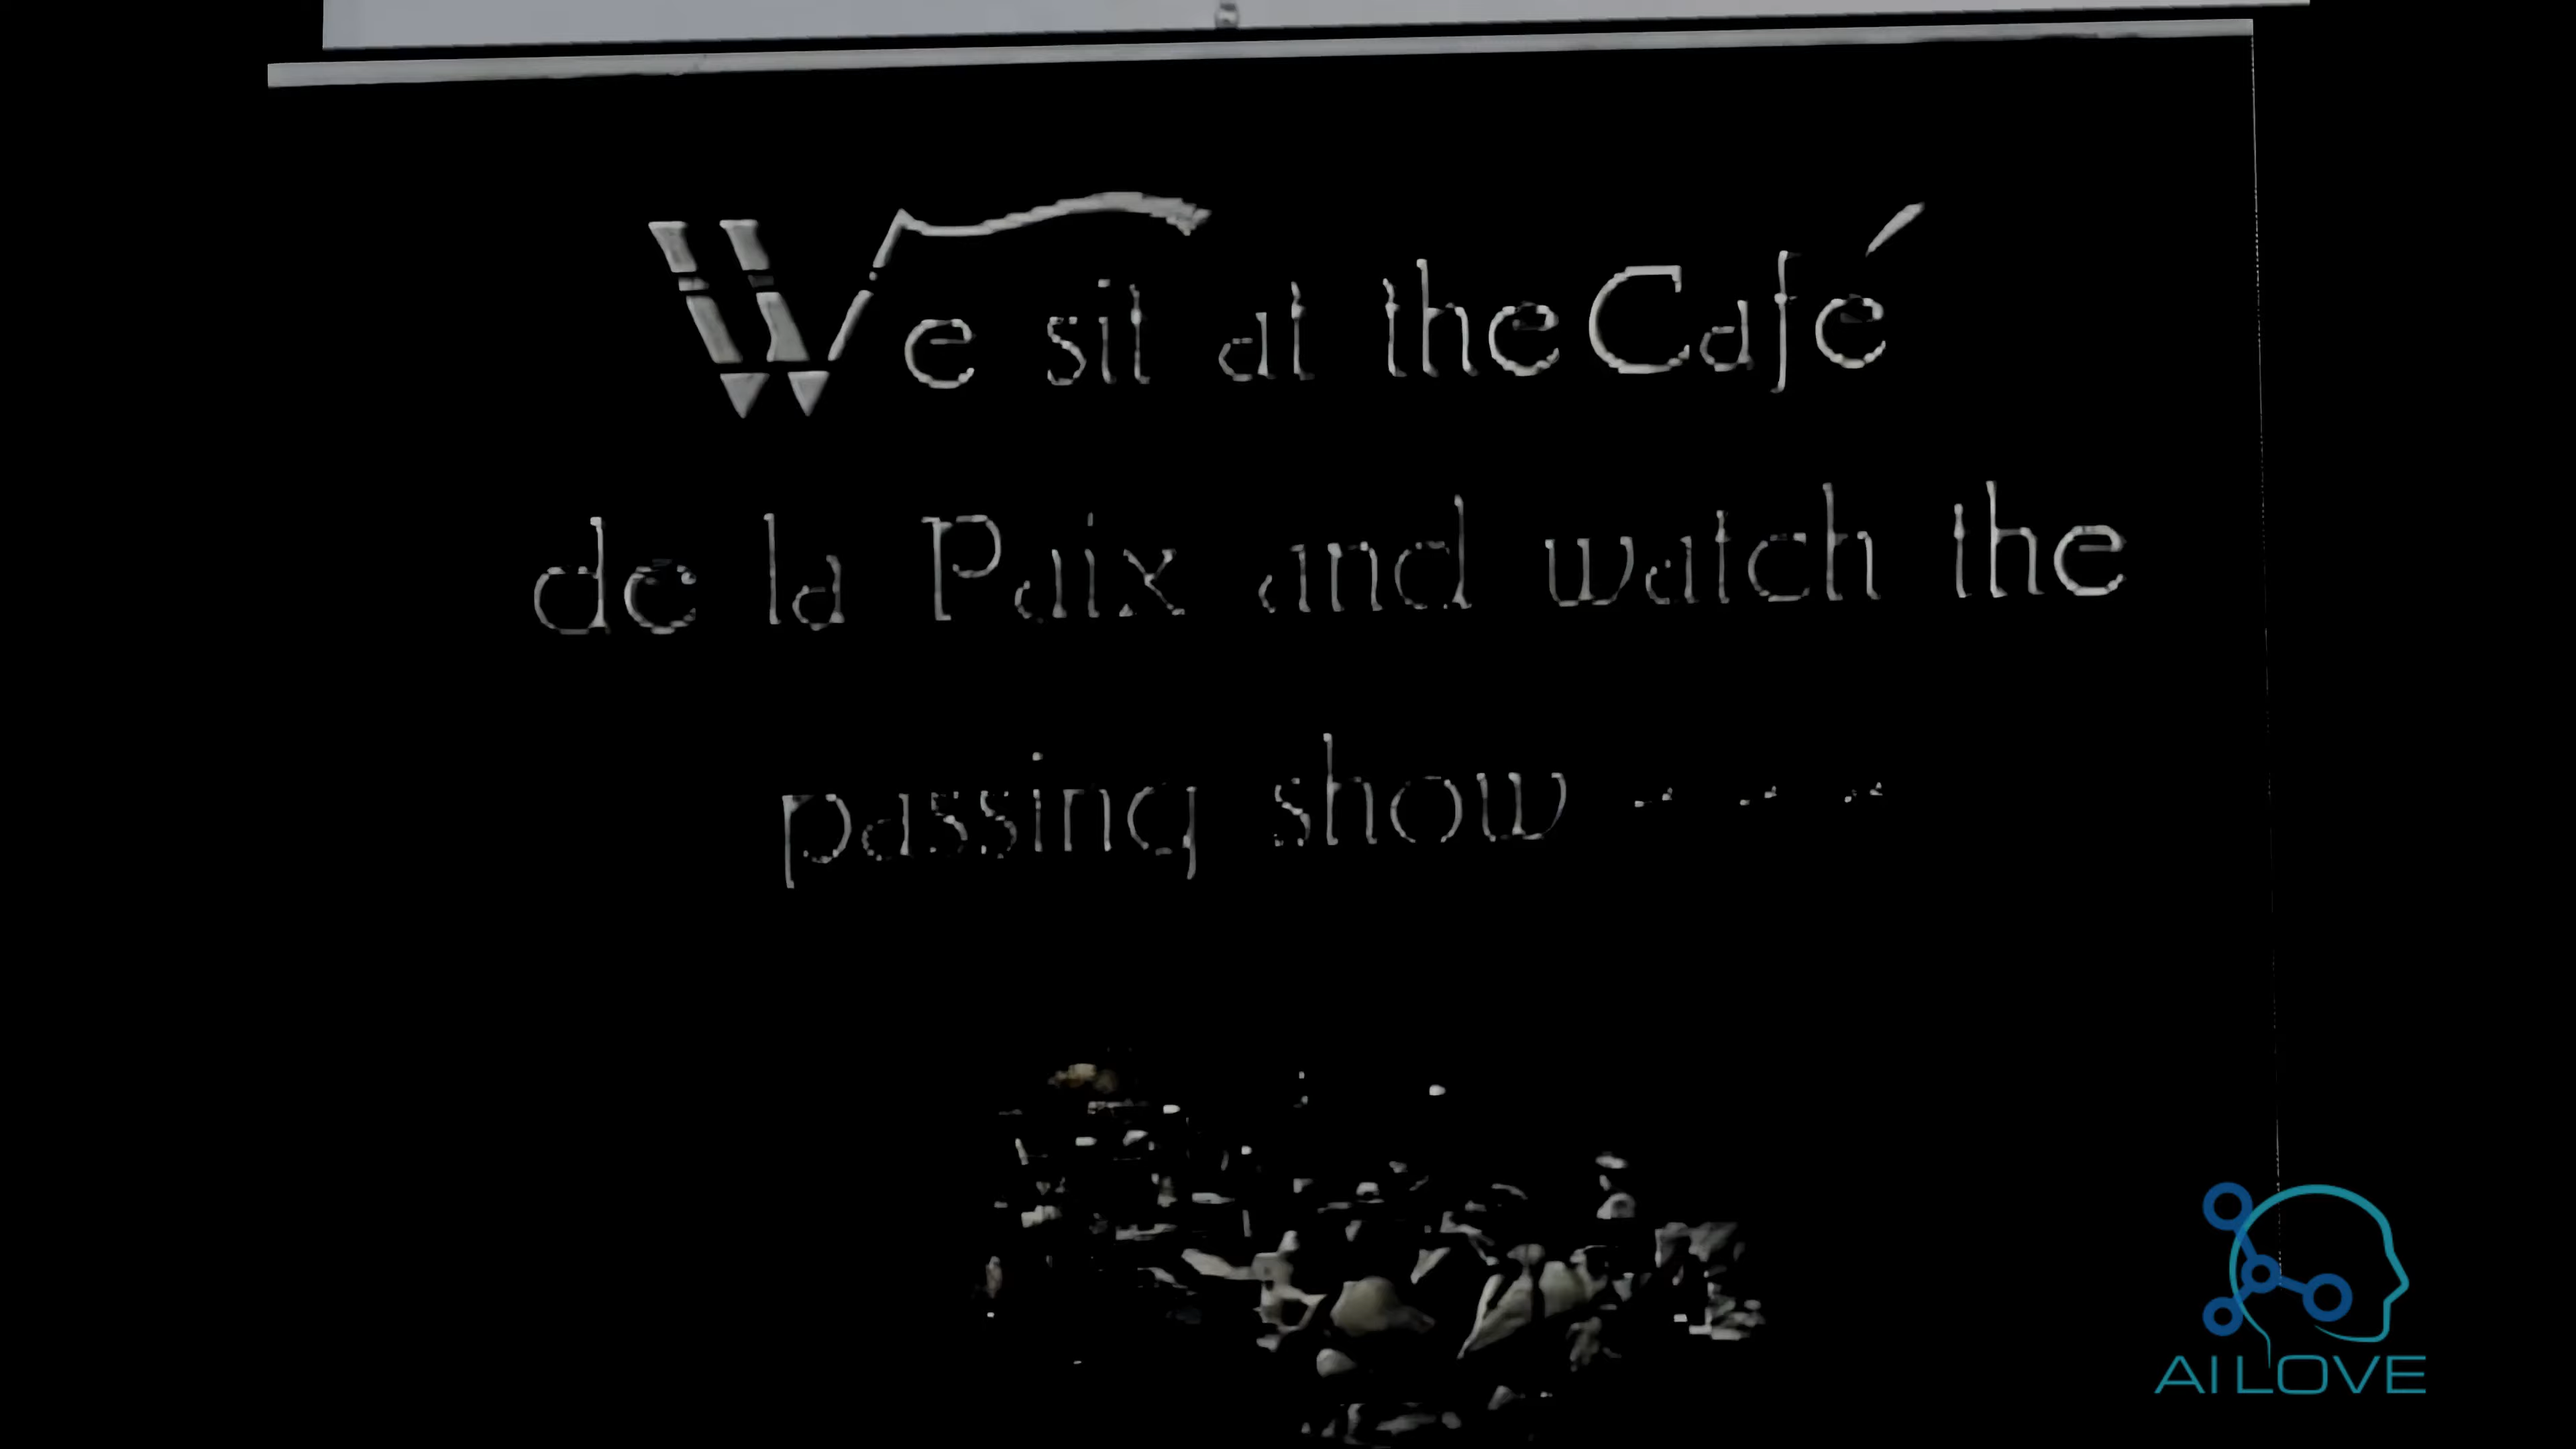 We sit at the Café
de la Paix and watch the
passing show - - -
AI LOVE